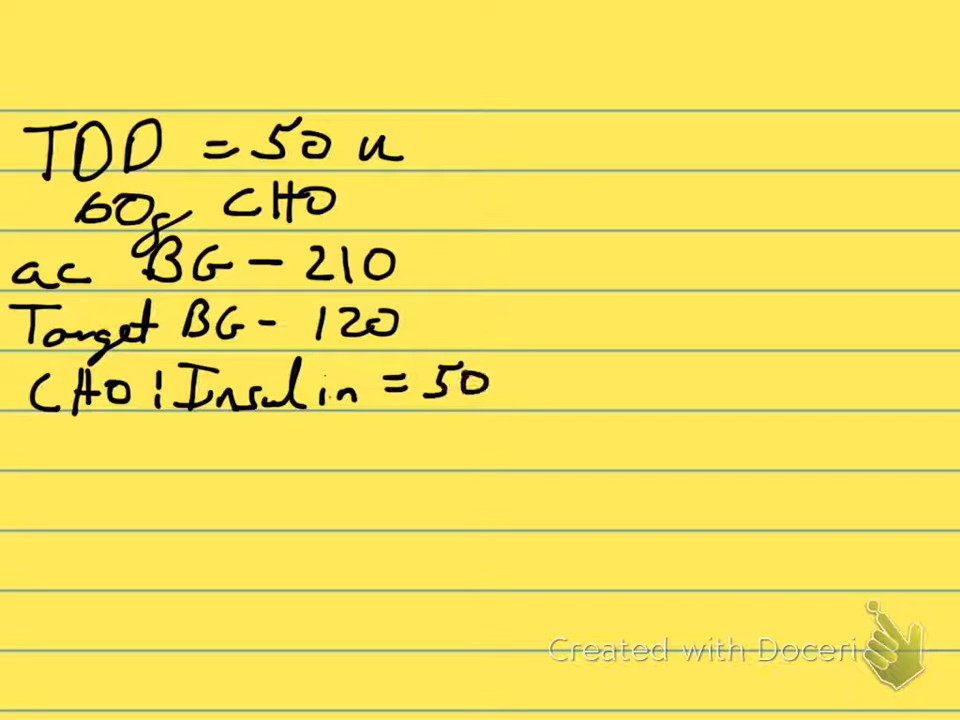 TDD = 50 u
60g CHO
ac BG - 210
Target BG - 120
CHO : Insulin = 50
Created with Doceri